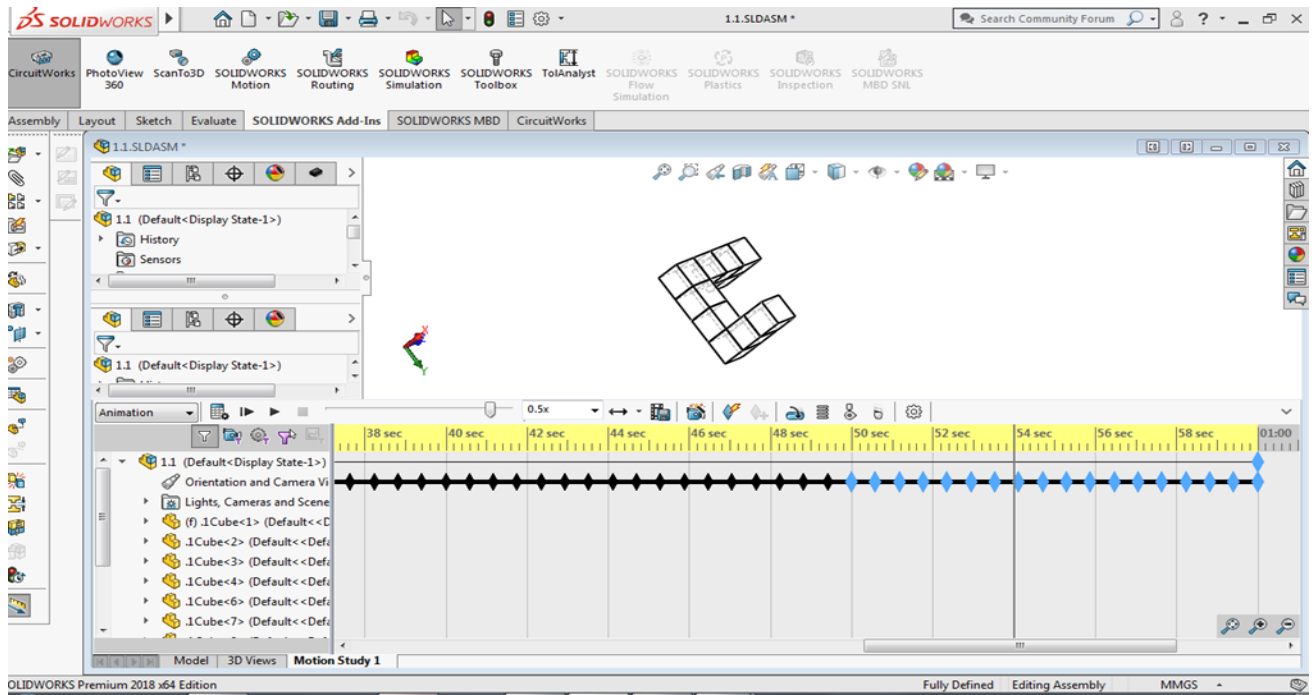 SOLIDWORKS
1.1.SLDASM *
Search Community Forum
CircuitWorks
PhotoView 360
ScanTo3D
SOLIDWORKS Motion
SOLIDWORKS Routing
SOLIDWORKS Simulation
SOLIDWORKS Toolbox
TolAnalyst
SOLIDWORKS Flow Simulation
SOLIDWORKS Plastics
SOLIDWORKS Inspection
SOLIDWORKS MBD SNL
Assembly Layout Sketch Evaluate SOLIDWORKS Add-Ins SOLIDWORKS MBD CircuitWorks
1.1.SLDASM *
1.1 (Default<Display State-1>)
History
Sensors
1.1 (Default<Display State-1>)
X
Y
Animation
0.5x
38 sec 40 sec 42 sec 44 sec 46 sec 48 sec 50 sec 52 sec 54 sec 56 sec 58 sec 01:00
1.1 (Default<Display State-1>)
Orientation and Camera Vi
Lights, Cameras and Scene
(f) .1Cube<1> (Default<<D
.1Cube<2> (Default<<Defa
.1Cube<3> (Default<<Defa
.1Cube<4> (Default<<Defa
.1Cube<6> (Default<<Defa
.1Cube<7> (Default<<Defa
Model 3D Views Motion Study 1
OLIDWORKS Premium 2018 x64 Edition
Fully Defined Editing Assembly MMGS